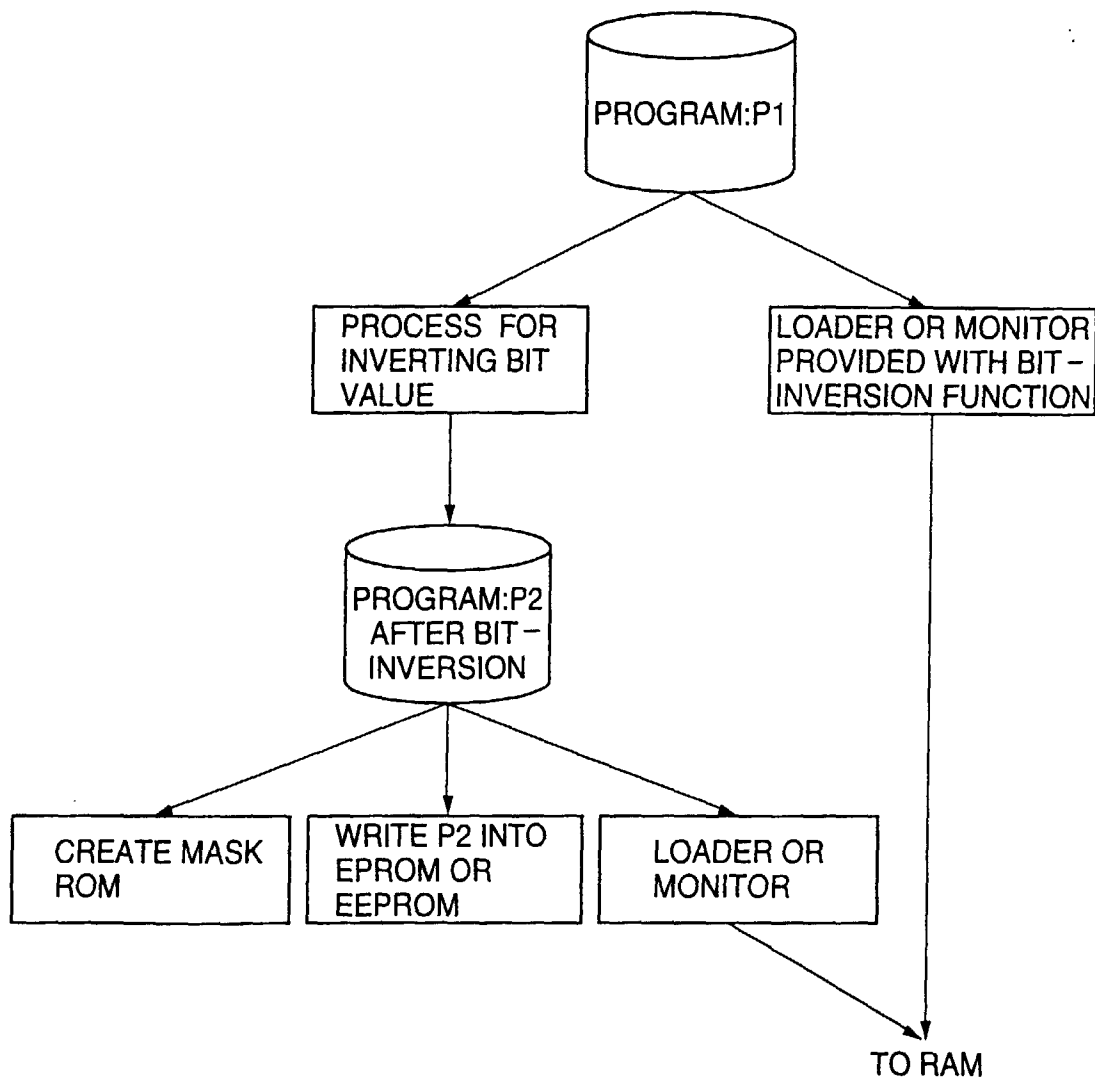 PROGRAM:P1
PROCESS FOR
INVERTING BIT
VALUE
LOADER OR MONITOR
PROVIDED WITH BIT–
INVERSION FUNCTION
PROGRAM:P2
AFTER BIT–
INVERSION
CREATE MASK
ROM
WRITE P2 INTO
EPROM OR
EEPROM
LOADER OR
MONITOR
TO RAM